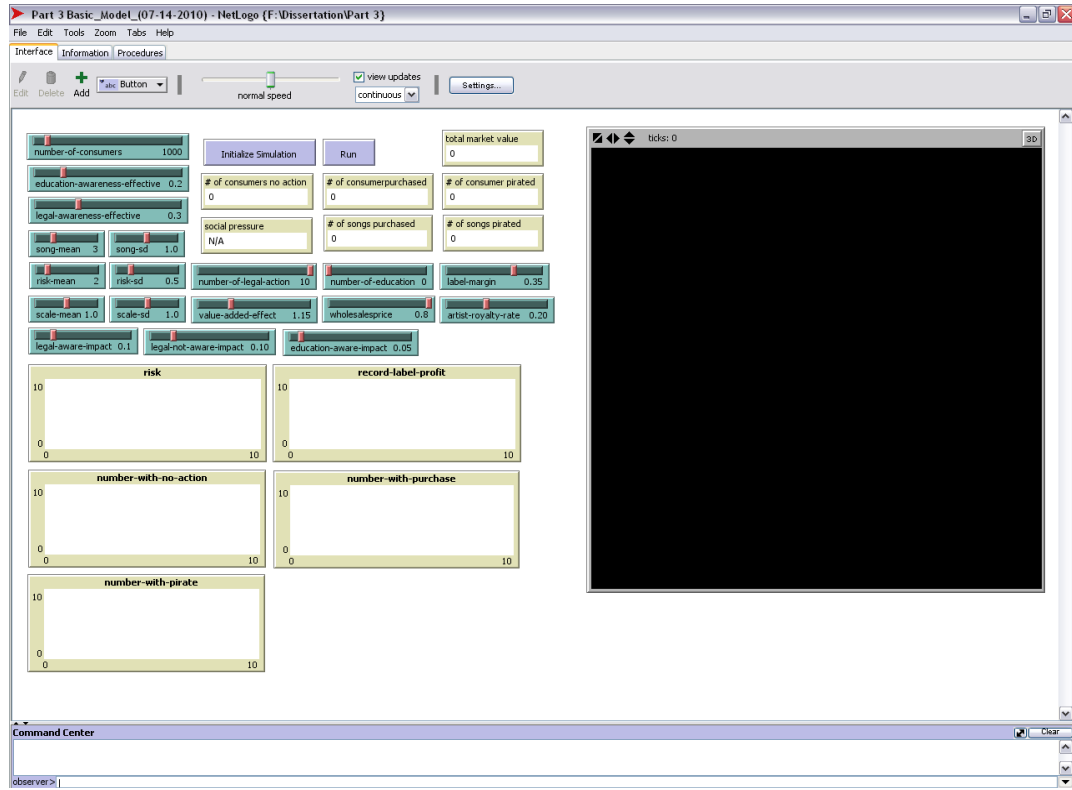 Part 3 Basic_Model_(07-14-2010) - NetLogo {F:\Dissertation\Part 3}
File Edit Tools Zoom Tabs Help
Interface Information Procedures
Edit Delete Add abc Button normal speed view updates continuous Settings...
number-of-consumers 1000
education-awareness-effective 0.2
legal-awareness-effective 0.3
song-mean 3 song-sd 1.0
risk-mean 2 risk-sd 0.5
scale-mean 1.0 scale-sd 1.0
legal-aware-impact 0.1 legal-not-aware-impact 0.10 education-aware-impact 0.05
Initialize Simulation Run
total market value
0
# of consumers no action # of consumerpurchased # of consumer pirated
0 0 0
social pressure # of songs purchased # of songs pirated
N/A 0 0
number-of-legal-action 10 number-of-education 0 label-margin 0.35
value-added-effect 1.15 wholesalesprice 0.8 artist-royalty-rate 0.20
risk
10
0
0 10
record-label-profit
10
0
0 10
number-with-no-action
10
0
0 10
number-with-purchase
10
0
0 10
number-with-pirate
10
0
0 10
ticks: 0 3D
Command Center Clear
observer>